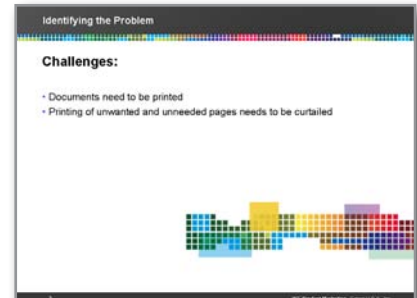 Identifying the Problem
Challenges:
• Documents need to be printed
• Printing of unwanted and unneeded pages needs to be curtailed